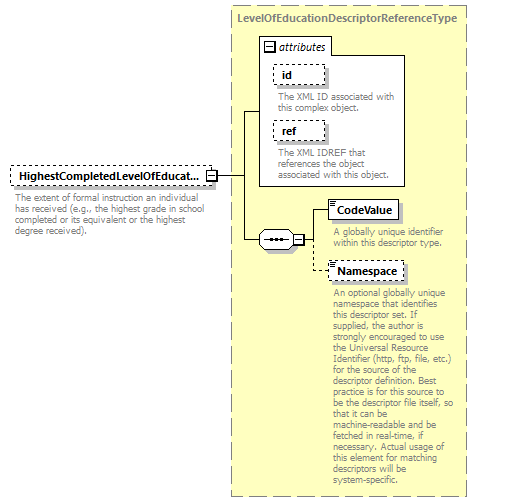 LevelOfEducationDescriptorReferenceType
attributes
id
The XML ID associated with
this complex object.
ref
The XML IDREF that
references the object
associated with this object.
HighestCompletedLevelOfEducat...
The extent of formal instruction an individual
has received (e.g., the highest grade in school
completed or its equivalent or the highest
degree received).
CodeValue
A globally unique identifier
within this descriptor type.
Namespace
An optional globally unique
namespace that identifies
this descriptor set. If
supplied, the author is
strongly encouraged to use
the Universal Resource
Identifier (http, ftp, file, etc.)
for the source of the
descriptor definition. Best
practice is for this source to
be the descriptor file itself, so
that it can be
machine-readable and be
fetched in real-time, if
necessary. Actual usage of
this element for matching
descriptors will be
system-specific.